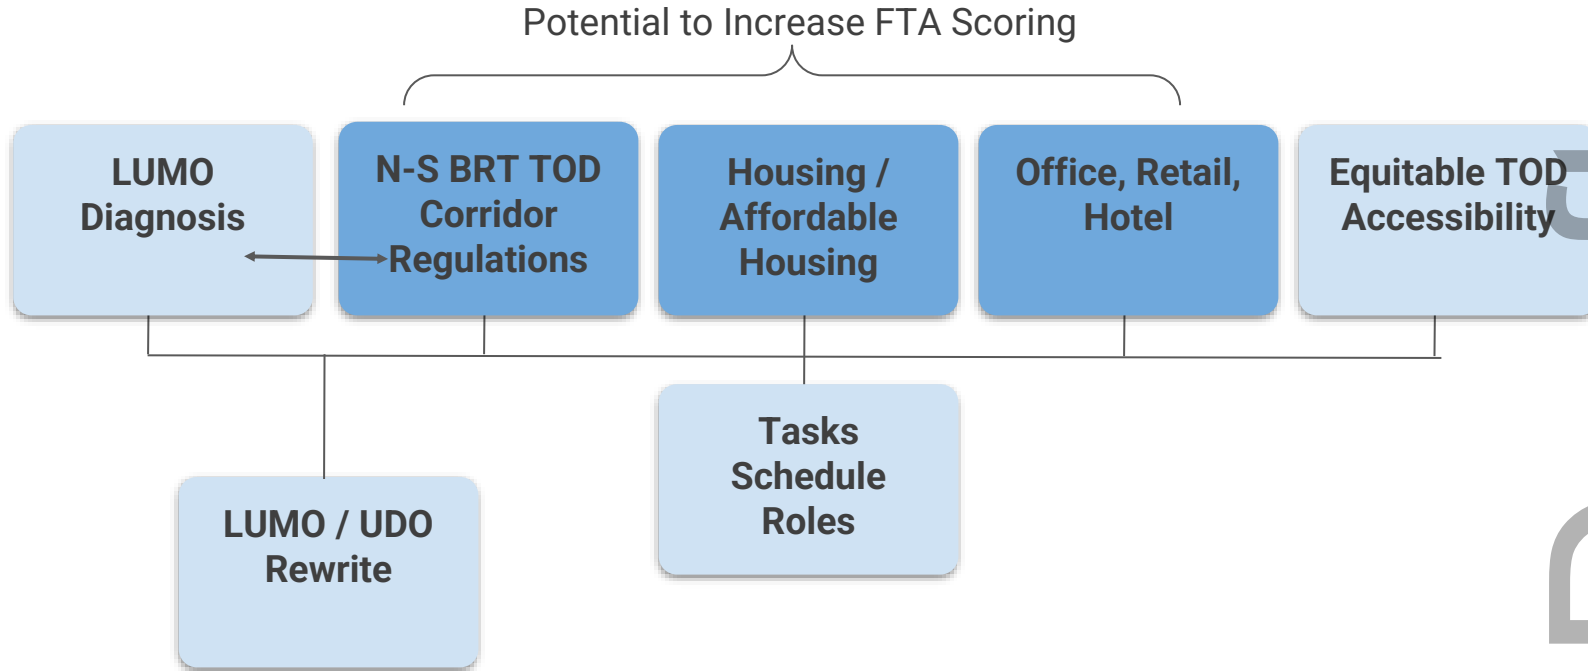 Potential to Increase FTA Scoring
LUMO
Diagnosis
N-S BRT TOD
Corridor
Regulations
Housing /
Affordable
Housing
Office, Retail,
Hotel
Equitable TOD
Accessibility
Tasks
Schedule
Roles
LUMO / UDO
Rewrite